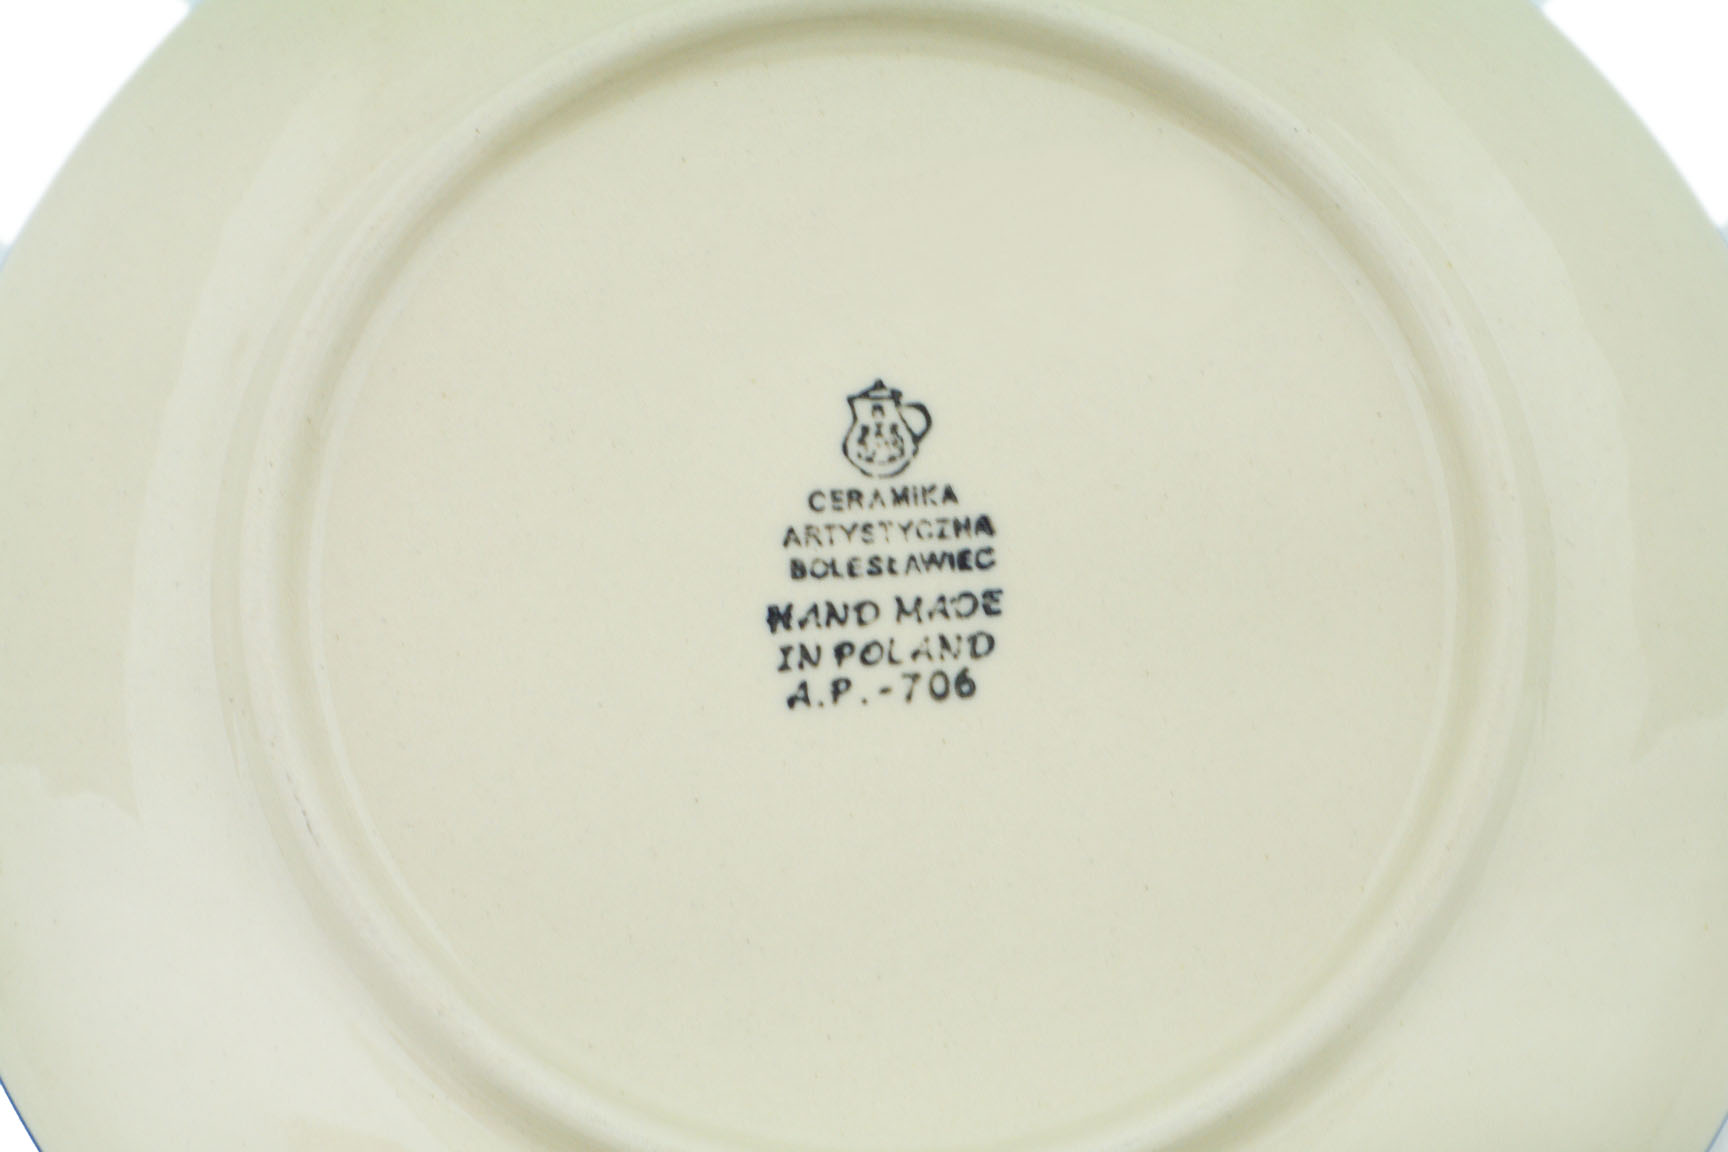 CERAMIKA
ARTYSTYCZNA
BOLESŁAWIEC
HAND MADE
IN POLAND
A.P.-706